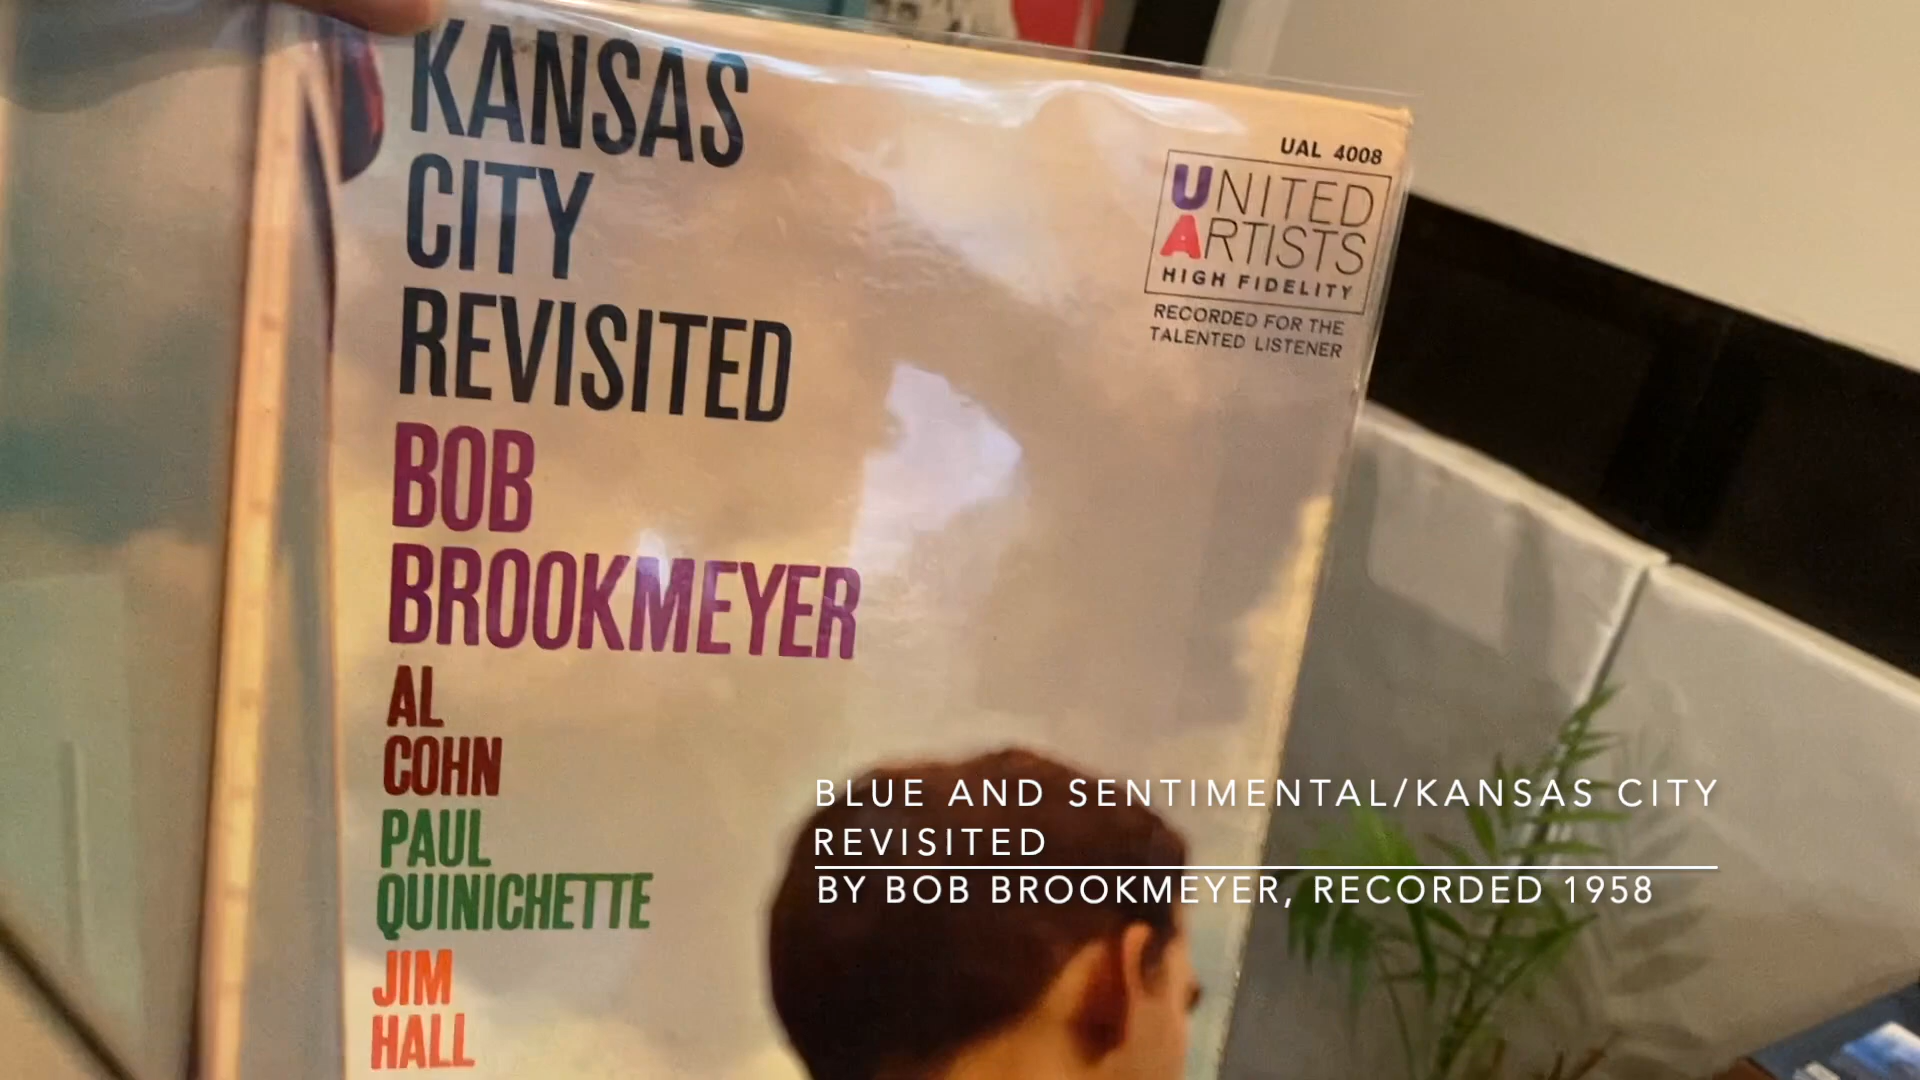 KANSAS
CITY
REVISITED
BOB
BROOKMEYER
AL
COHN
PAUL
QUINICHETTE
JIM
HALL
UAL 4008
UNITED
ARTISTS
HIGH FIDELITY
RECORDED FOR THE
TALENTED LISTENER
BLUE AND SENTIMENTAL/KANSAS CITY
REVISITED
BY BOB BROOKMEYER, RECORDED 1958